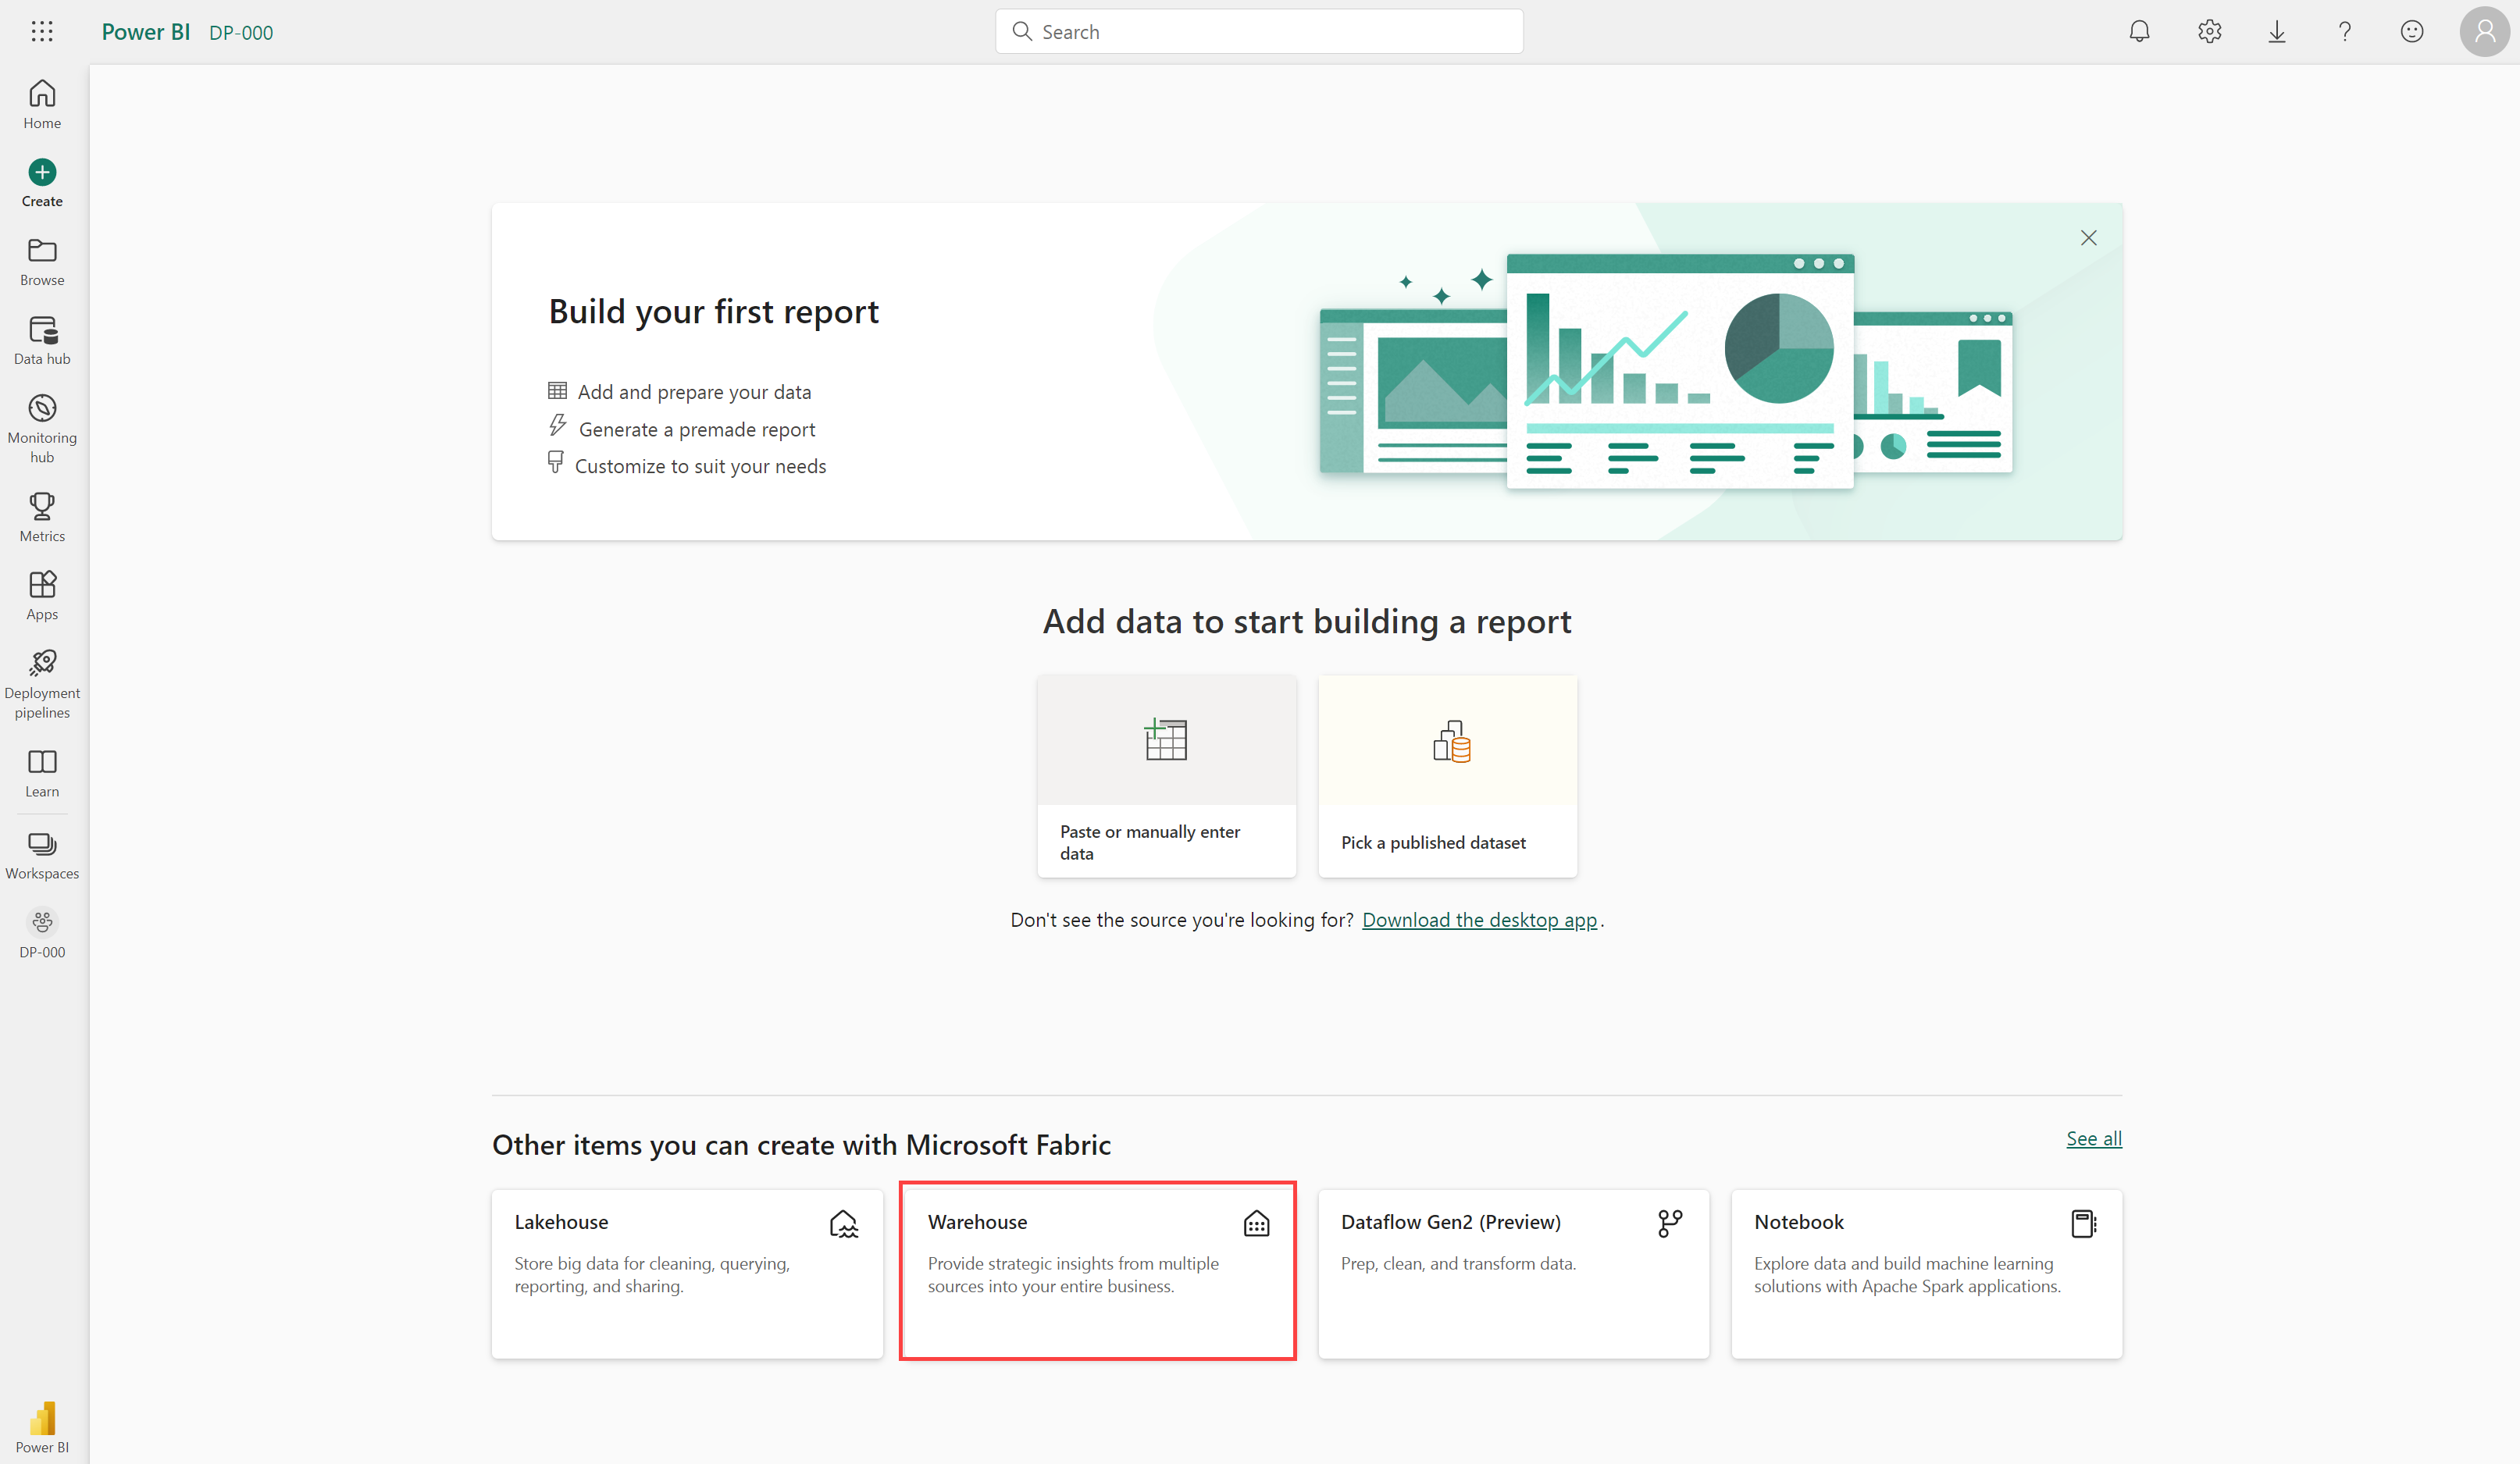 Power BI DP-000
Search
Home
Create
Browse
Data hub
Monitoring
hub
Metrics
Apps
Deployment
pipelines
Learn
Workspaces
DP-000
Power BI
Build your first report
Add and prepare your data
Generate a premade report
Customize to suit your needs
Add data to start building a report
Paste or manually enter
data
Pick a published dataset
Don't see the source you're looking for? Download the desktop app.
Other items you can create with Microsoft Fabric
See all
Lakehouse
Store big data for cleaning, querying,
reporting, and sharing.
Warehouse
Provide strategic insights from multiple
sources into your entire business.
Dataflow Gen2 (Preview)
Prep, clean, and transform data.
Notebook
Explore data and build machine learning
solutions with Apache Spark applications.